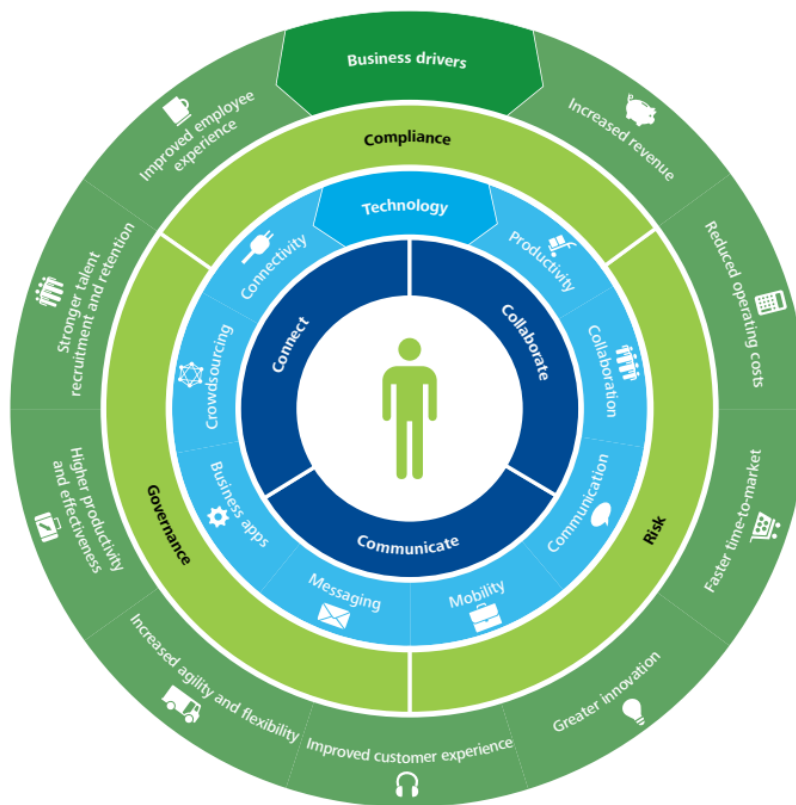 Business drivers
Increased revenue
Reduced operating costs
Faster time-to-market
Greater innovation
Improved customer experience
Increased agility and flexibility
Higher productivity
and effectiveness
Stronger talent
recruitment and retention
Improved employee
experience
Compliance
Risk
Governance
Technology
Productivity
Collaboration
Communication
Mobility
Messaging
Business apps
Crowdsourcing
Connectivity
Collaborate
Communicate
Connect